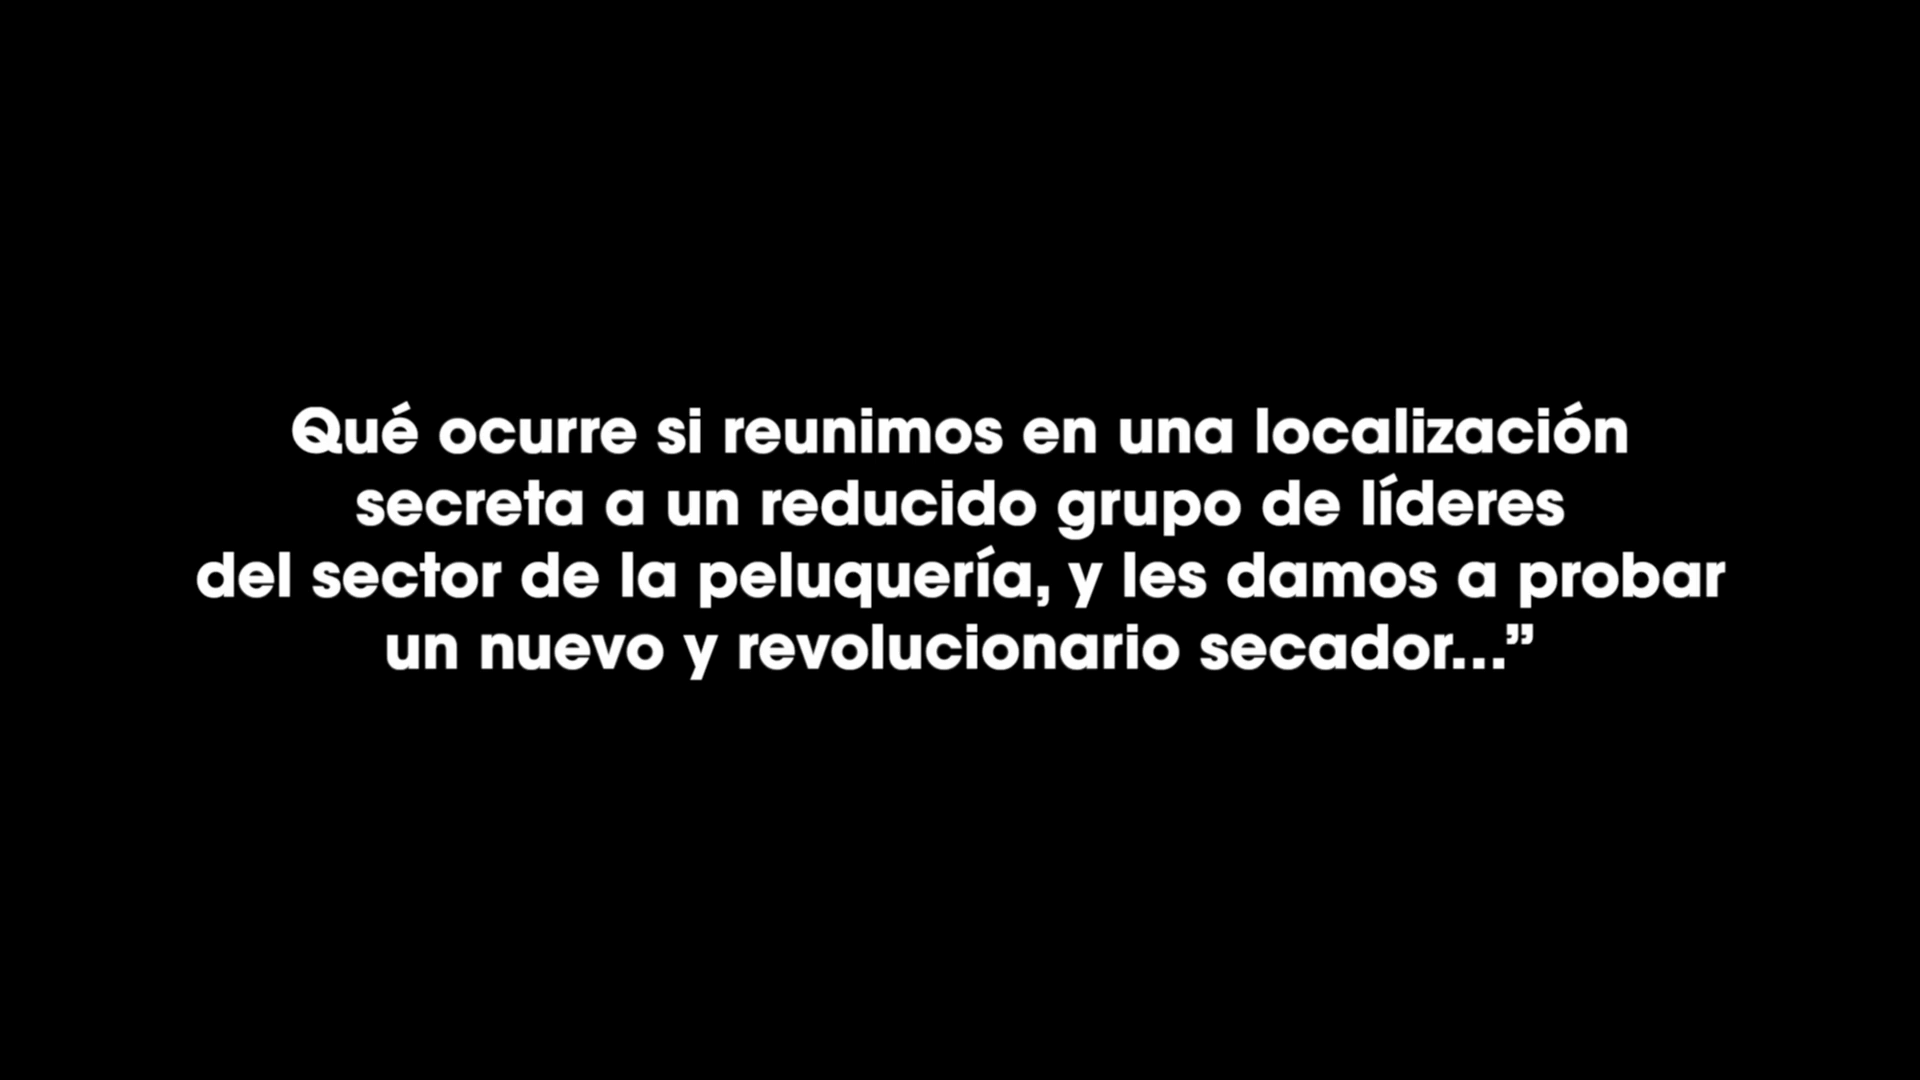 Qué ocurre si reunimos en una localización
secreta a un reducido grupo de líderes
del sector de la peluquería, y les damos a probar
un nuevo y revolucionario secador...”